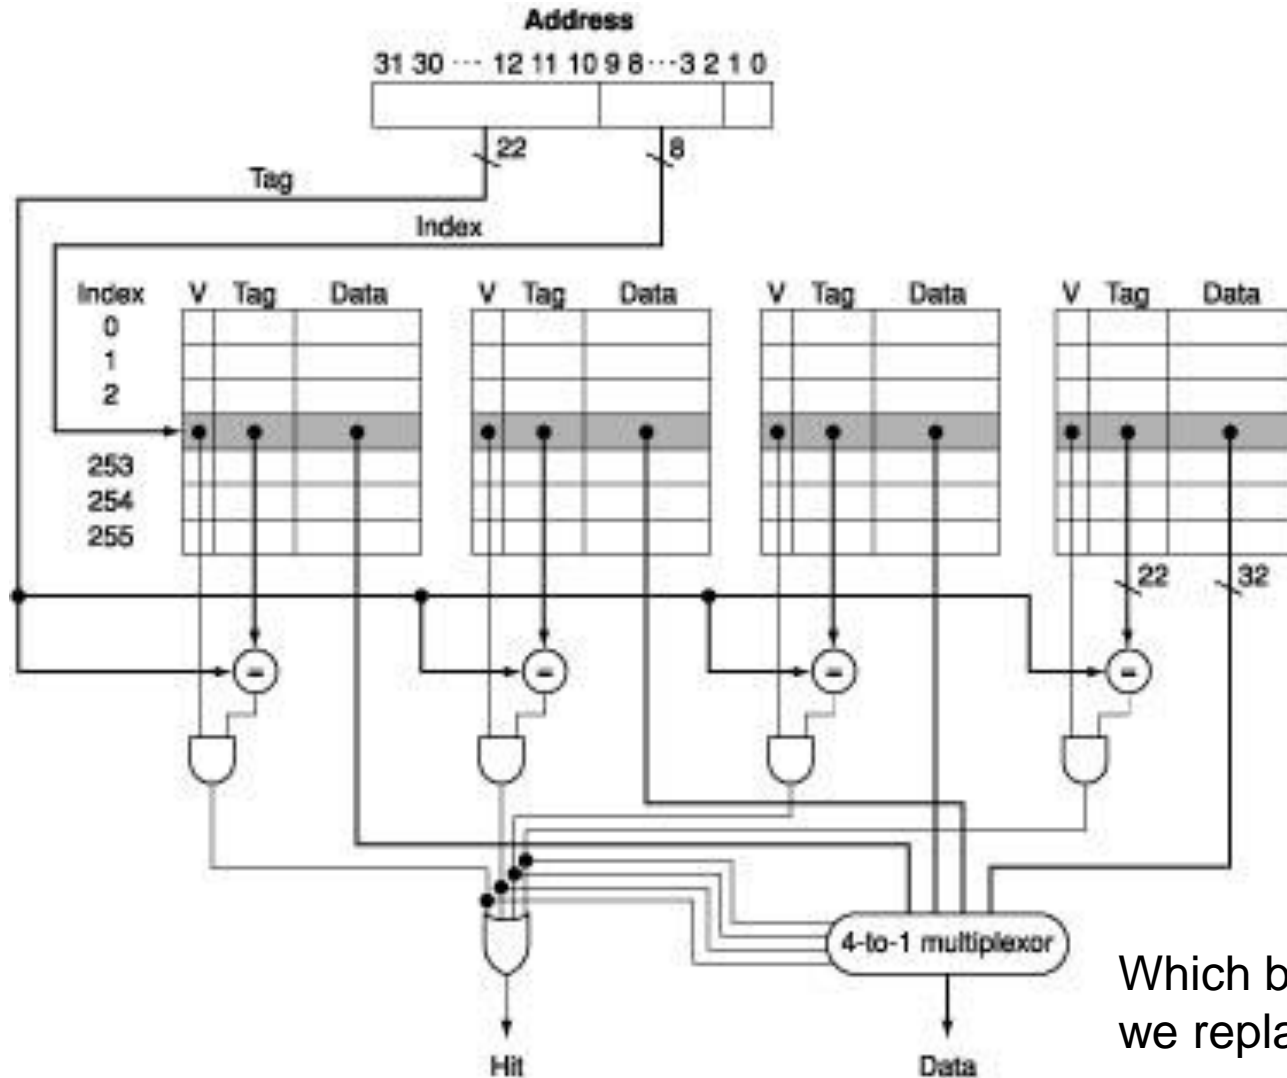 Address
31 30 ··· 12 11 10 9 8 ··· 3 2 1 0
22
8
Tag
Index
Index V Tag Data V Tag Data V Tag Data V Tag Data
0
1
2
253
254
255
22
32
=
=
=
=
4-to-1 multiplexor
Which b
we repla
Hit
Data